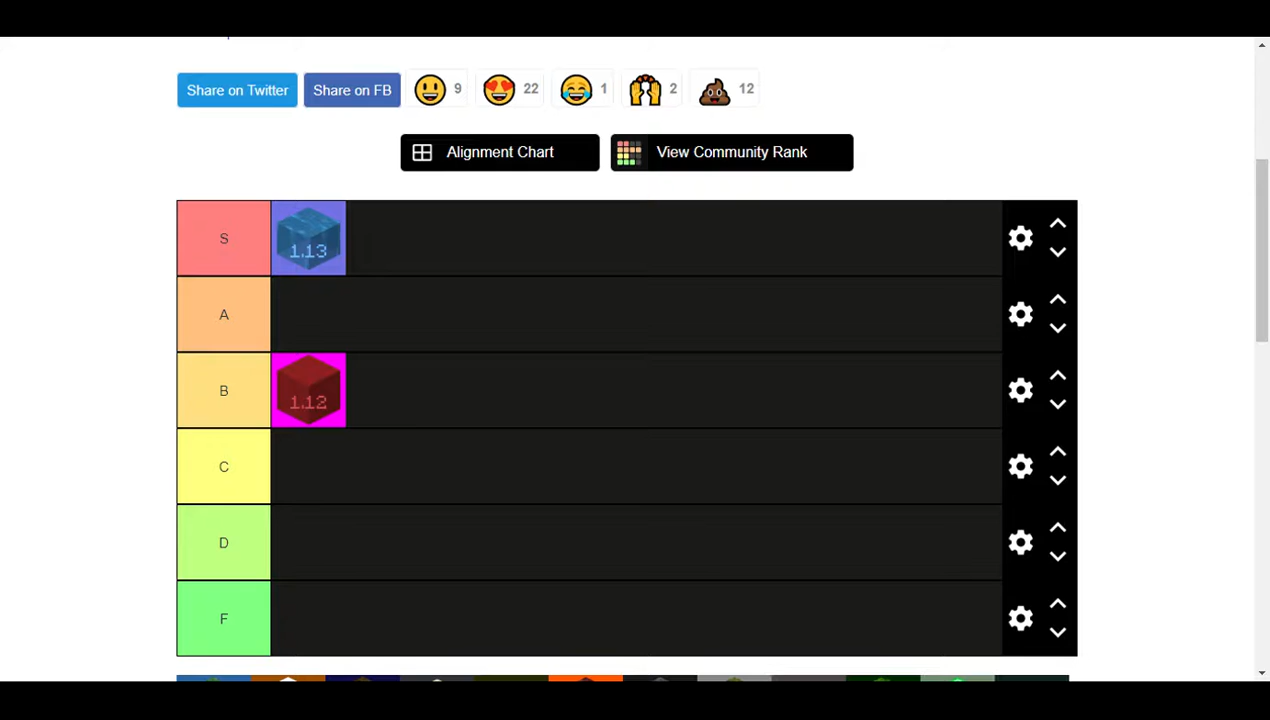 Share on Twitter
Share on FB
9
22
1
2
12
Alignment Chart
View Community Rank
S
1.13
A
B
1.12
C
D
F